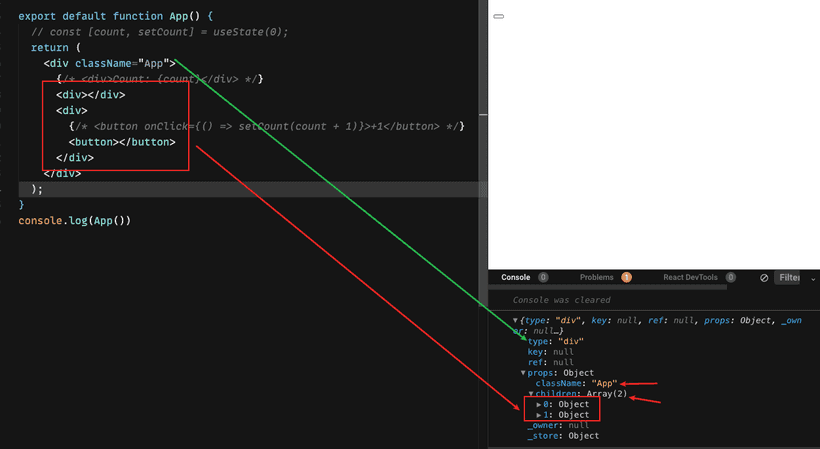 export default function App() {
// const [count, setCount] = useState(0);
return (
<div className="App">
{/* <div>Count: {count}</div> */}
<div></div>
<div>
{/* <button onClick={() => setCount(count + 1)}>+1</button> */}
<button></button>
</div>
</div>
);
}
console.log(App())
Console 0 Problems 1 React DevTools 0 Filter
Console was cleared
▼{type: "div", key: null, ref: null, props: Object, _own
er: null…}
type: "div"
key: null
ref: null
▼props: Object
className: "App"
▼children: Array(2)
▶0: Object
▶1: Object
_owner: null
_store: Object